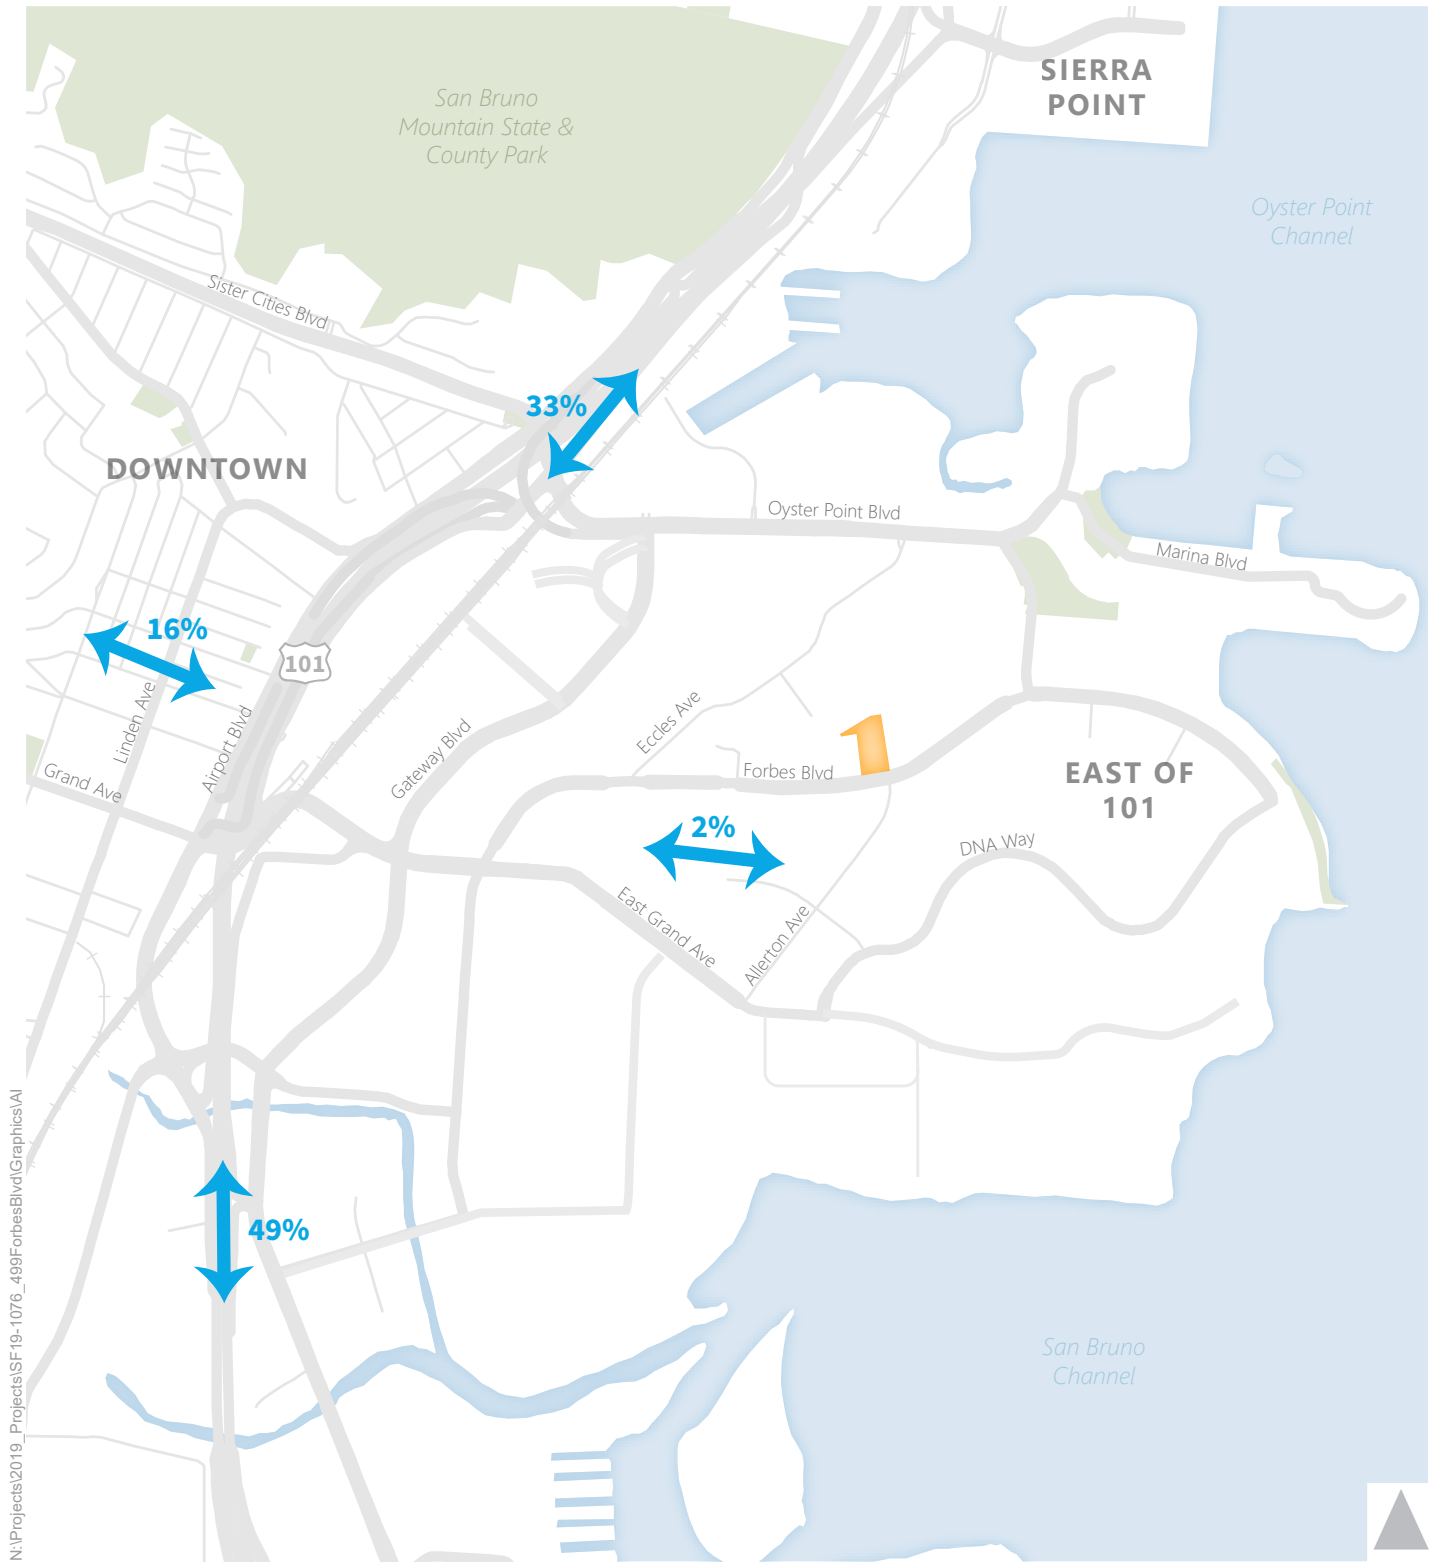 SIERRA
POINT
San Bruno
Mountain State &
County Park
Oyster Point
Channel
Sister Cities Blvd
33%
DOWNTOWN
Oyster Point Blvd
Marina Blvd
16%
101
Linden Ave
Airport Blvd
Gateway Blvd
Eccles Ave
Grand Ave
Forbes Blvd
EAST OF
101
2%
DNA Way
East Grand Ave
Allerton Ave
49%
San Bruno
Channel
N:\Projects\2019_Projects\SF19-1076_499ForbesBlvd\Graphics\AI